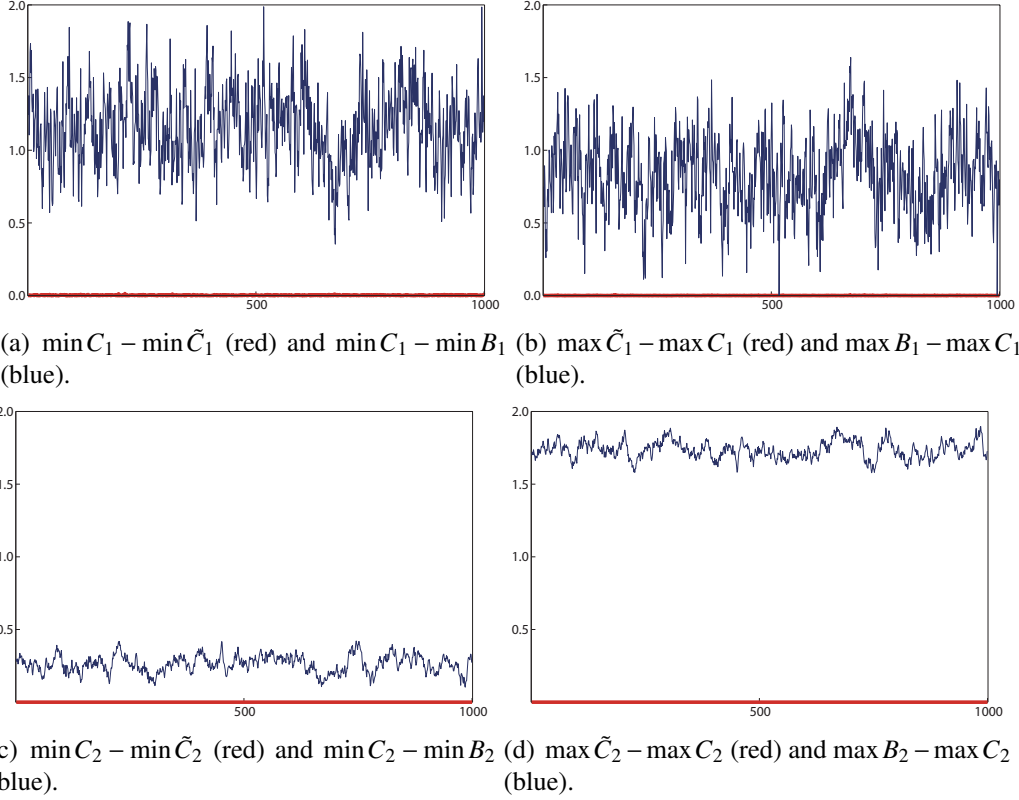 2.0 2.0
1.5 1.5
1.0 1.0
0.5 0.5
0.0 500 1000 0.0 500 1000
(a) min C₁ − min C̃₁ (red) and min C₁ − min B₁ (b) max C̃₁ − max C₁ (red) and max B₁ − max C₁
(blue). (blue).
2.0 2.0
1.5 1.5
1.0 1.0
0.5 0.5
500 1000 500 1000
c) min C₂ − min C̃₂ (red) and min C₂ − min B₂ (d) max C̃₂ − max C₂ (red) and max B₂ − max C₂
blue). (blue).